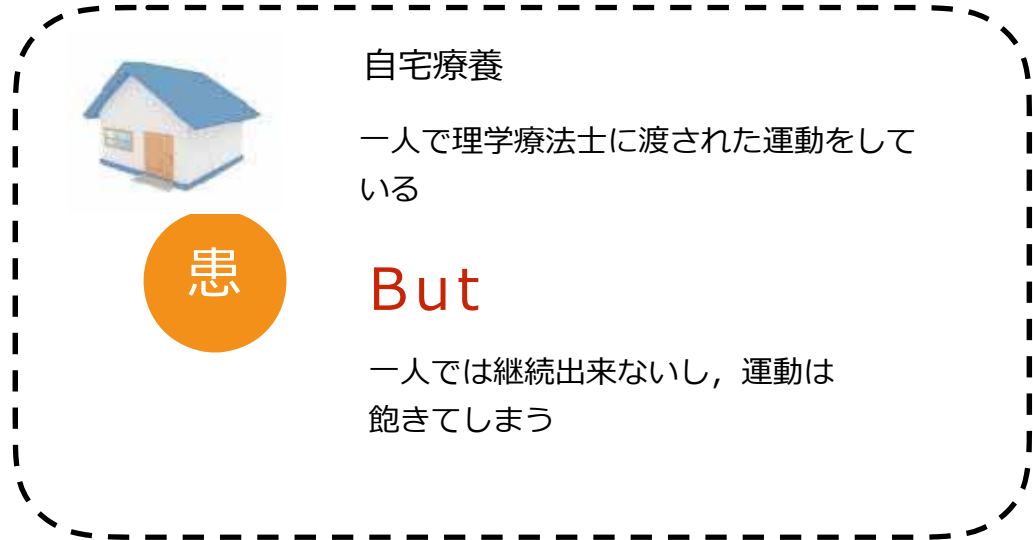 自宅療養
一人で理学療法士に渡された運動をして
いる
患
But
一人では継続出来ないし，運動は
飽きてしまう